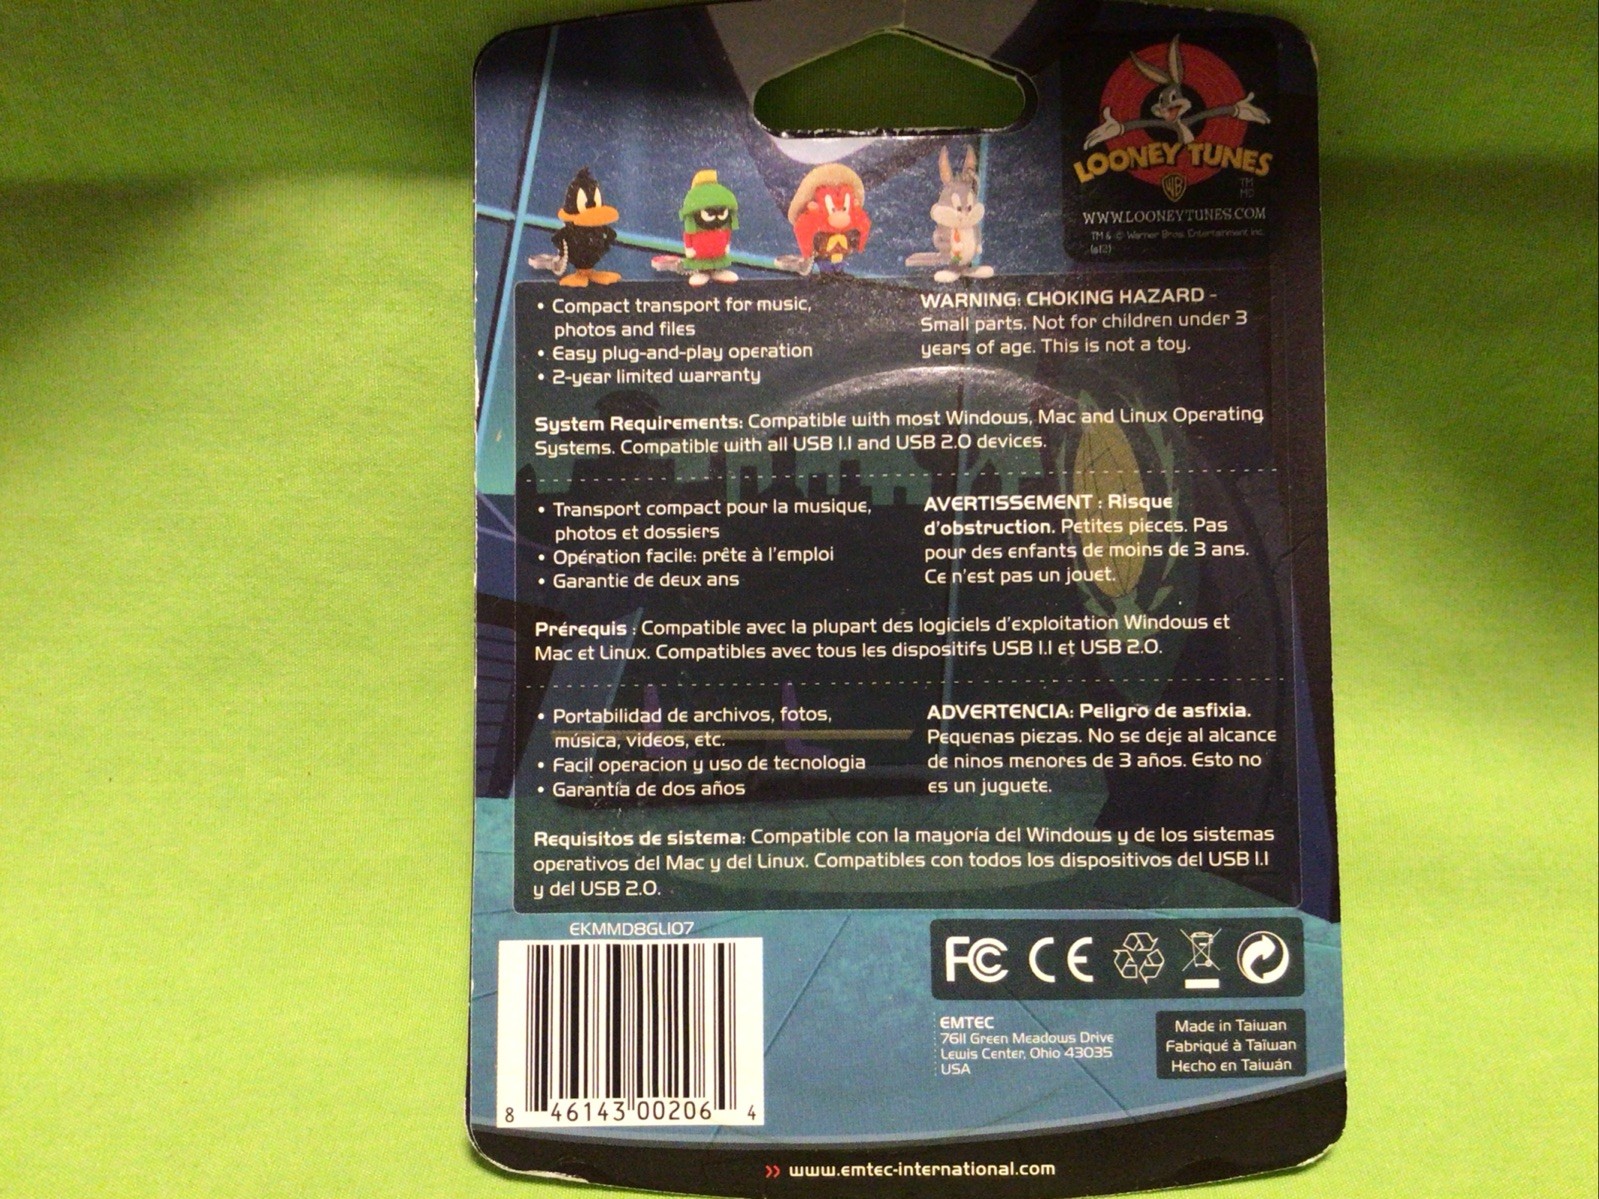 LOONEY TUNES
WB
TM
MD
WWW.LOONEYTUNES.COM
TM & © Warner Bros. Entertainment Inc.
(s12)
• Compact transport for music,
photos and files
• Easy plug-and-play operation
• 2-year limited warranty
WARNING: CHOKING HAZARD -
Small parts. Not for children under 3
years of age. This is not a toy.
System Requirements: Compatible with most Windows, Mac and Linux Operating
Systems. Compatible with all USB 1.1 and USB 2.0 devices.
• Transport compact pour la musique,
photos et dossiers
• Opération facile: prête à l'emploi
• Garantie de deux ans
AVERTISSEMENT : Risque
d'obstruction. Petites pieces. Pas
pour des enfants de moins de 3 ans.
Ce n'est pas un jouet.
Prérequis : Compatible avec la plupart des logiciels d'exploitation Windows et
Mac et Linux. Compatibles avec tous les dispositifs USB 1.1 et USB 2.0.
• Portabilidad de archivos, fotos,
música, videos, etc.
• Facil operacion y uso de tecnologia
• Garantía de dos años
ADVERTENCIA: Peligro de asfixia.
Pequenas piezas. No se deje al alcance
de ninos menores de 3 años. Esto no
es un juguete.
Requisitos de sistema: Compatible con la mayoría del Windows y de los sistemas
operativos del Mac y del Linux. Compatibles con todos los dispositivos del USB 1.1
y del USB 2.0.
EKMMD8GL107
8 46143 00206 4
FC CE
EMTEC
7611 Green Meadows Drive
Lewis Center, Ohio 43035
USA
Made in Taiwan
Fabriqué à Taïwan
Hecho en Taiwán
>> www.emtec-international.com